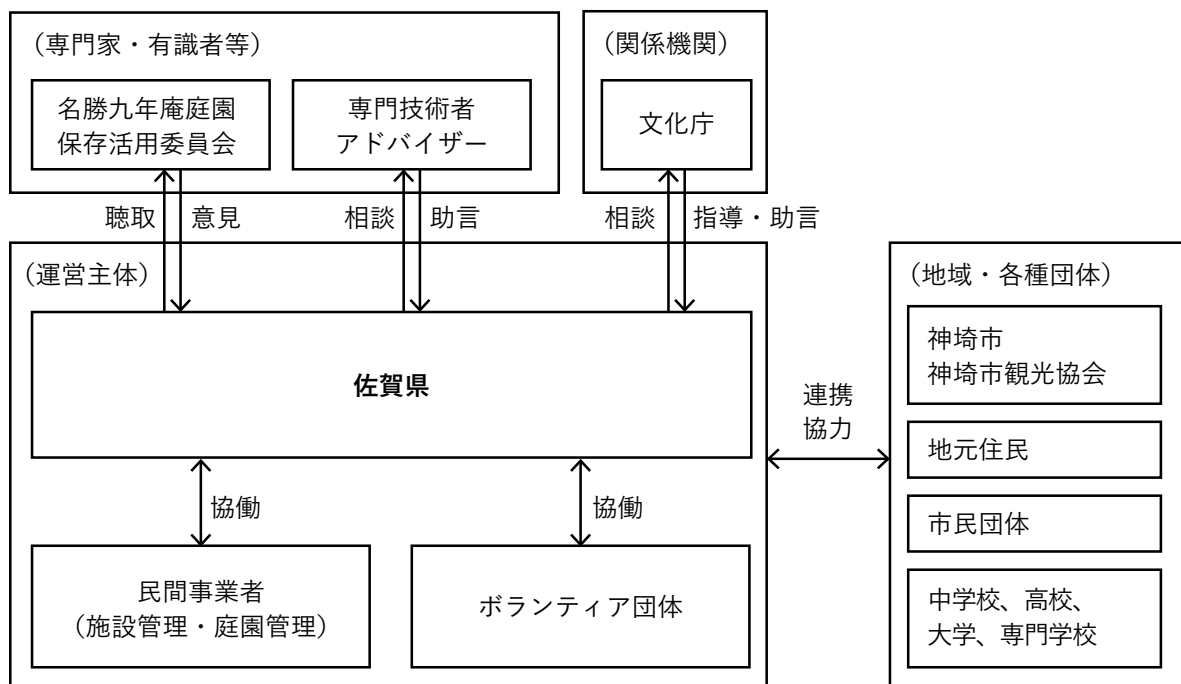 （専門家・有識者等）
名勝九年庵庭園
保存活用委員会
専門技術者
アドバイザー
（関係機関）
文化庁
聴取
意見
相談
助言
相談
指導・助言
（運営主体）
佐賀県
協働
協働
民間事業者
（施設管理・庭園管理）
ボランティア団体
連携
協力
（地域・各種団体）
神埼市
神埼市観光協会
地元住民
市民団体
中学校、高校、
大学、専門学校